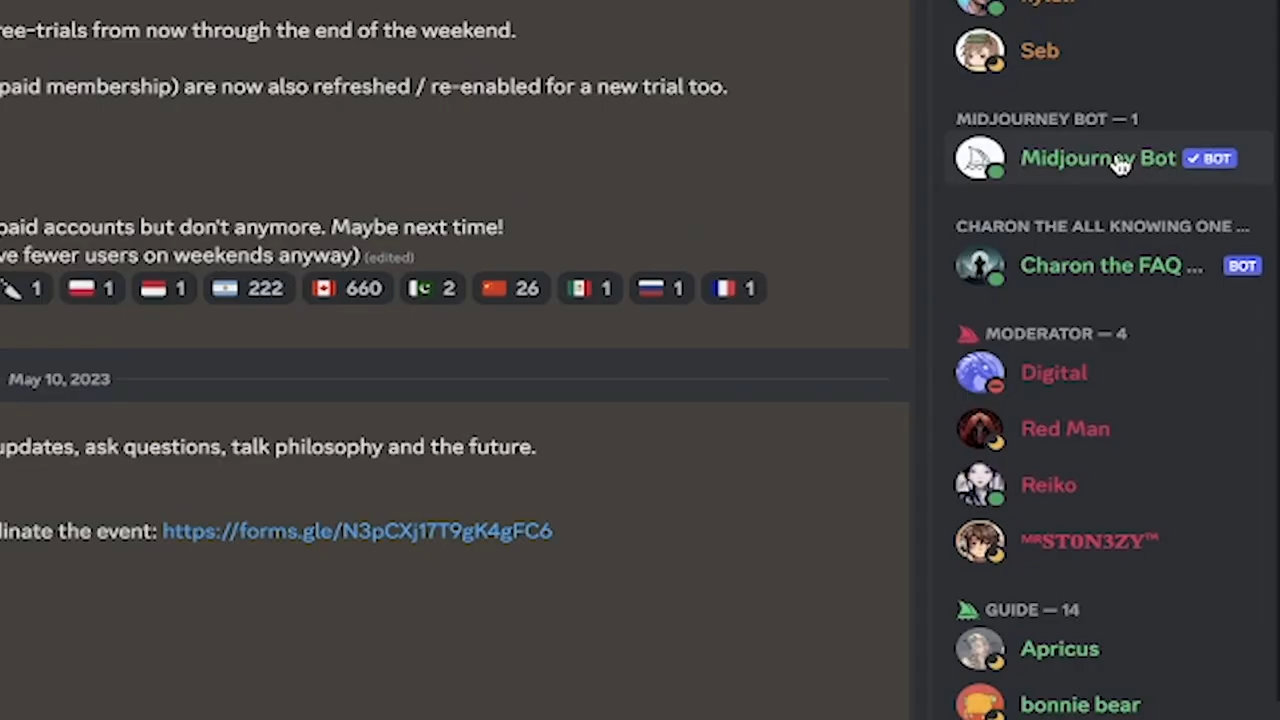 ree-trials from now through the end of the weekend.
paid membership) are now also refreshed / re-enabled for a new trial too.
paid accounts but don't anymore. Maybe next time!
ve fewer users on weekends anyway) (edited)
1 1 1 222 660 2 26 1 1 1
May 10, 2023
updates, ask questions, talk philosophy and the future.
dinate the event: https://forms.gle/N3pCXj17T9gK4gFC6
Seb
MIDJOURNEY BOT — 1
Midjourney Bot ✓ BOT
CHARON THE ALL KNOWING ONE ...
Charon the FAQ ... BOT
MODERATOR — 4
Digital
Red Man
Reiko
ᴹᴿST0N3ZY™
GUIDE — 14
Apricus
bonnie bear